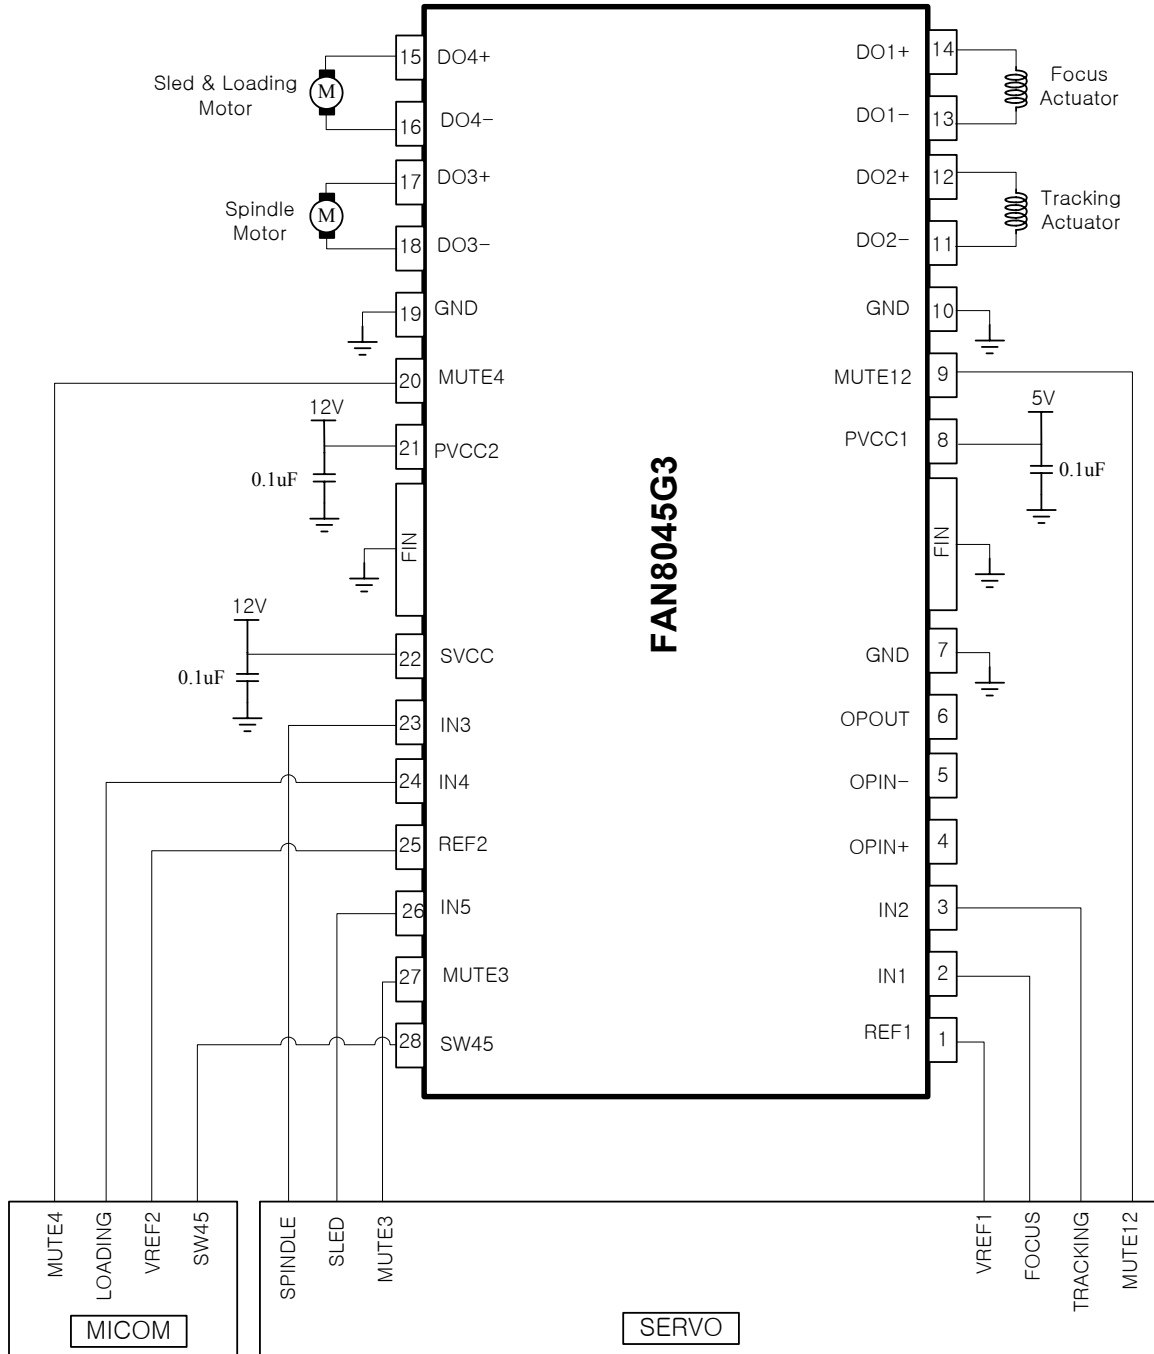 15 DO4+
Sled & Loading
Motor
M
16 DO4-
17 DO3+
Spindle
Motor
M
18 DO3-
19 GND
20 MUTE4
12V
21 PVCC2
0.1uF
FIN
12V
22 SVCC
0.1uF
23 IN3
24 IN4
25 REF2
26 IN5
27 MUTE3
28 SW45
FAN8045G3
DO1+ 14
Focus
Actuator
DO1- 13
DO2+ 12
Tracking
Actuator
DO2- 11
GND 10
MUTE12 9
5V
PVCC1 8
0.1uF
FIN
GND 7
OPOUT 6
OPIN- 5
OPIN+ 4
IN2 3
IN1 2
REF1 1
MUTE4
LOADING
VREF2
SW45
MICOM
SPINDLE
SLED
MUTE3
VREF1
FOCUS
TRACKING
MUTE12
SERVO